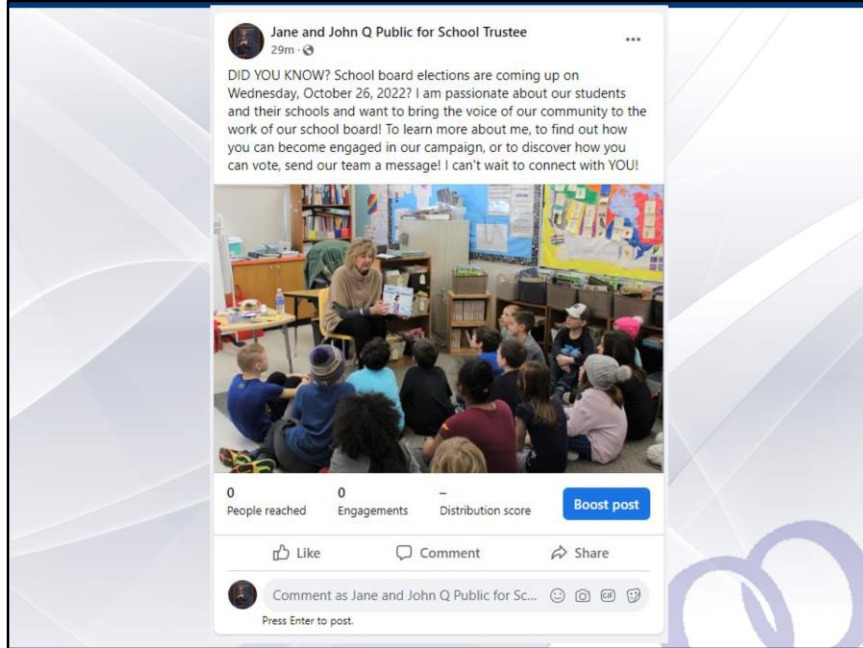 Jane and John Q Public for School Trustee
29m ·
DID YOU KNOW? School board elections are coming up on
Wednesday, October 26, 2022? I am passionate about our students
and their schools and want to bring the voice of our community to the
work of our school board! To learn more about me, to find out how
you can become engaged in our campaign, or to discover how you
can vote, send our team a message! I can't wait to connect with YOU!
0 0 –
People reached Engagements Distribution score Boost post
Like Comment Share
Comment as Jane and John Q Public for Sc... GIF
Press Enter to post.